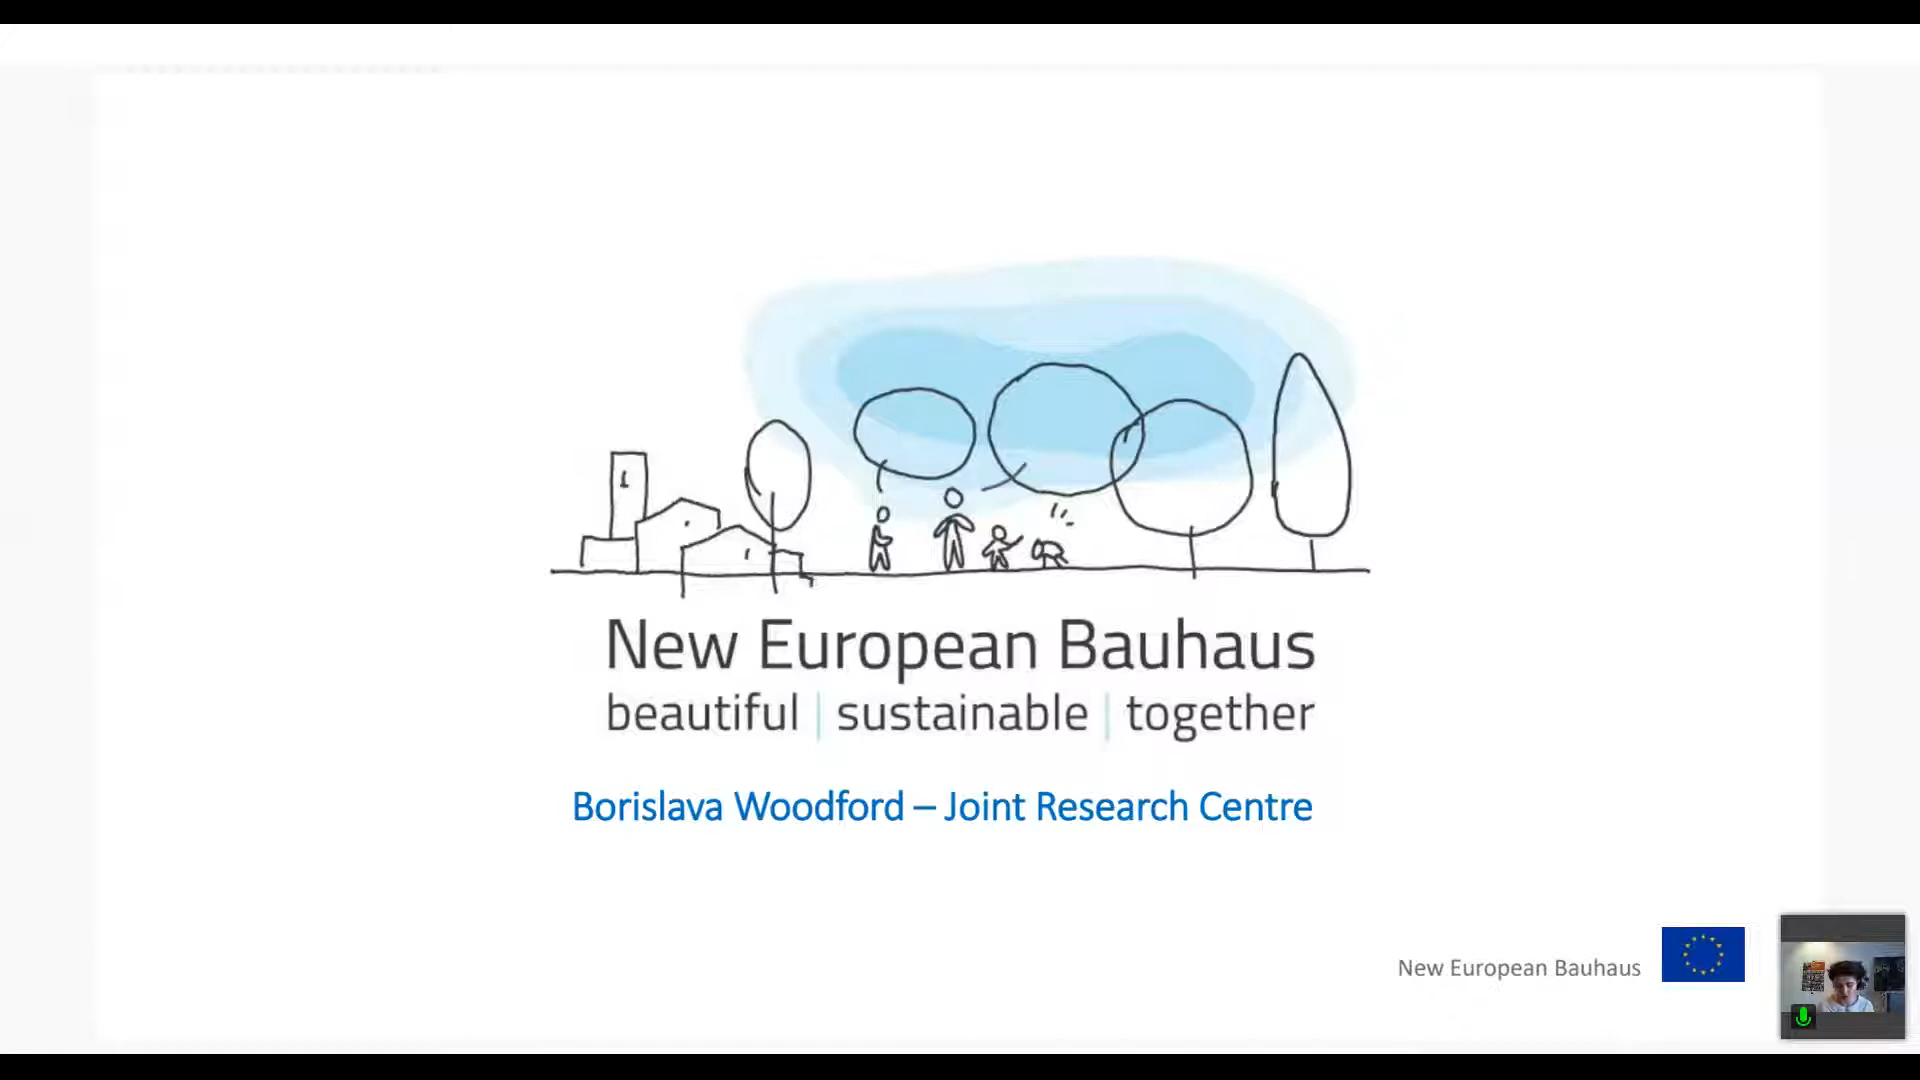 New European Bauhaus
beautiful | sustainable | together
Borislava Woodford – Joint Research Centre
New European Bauhaus